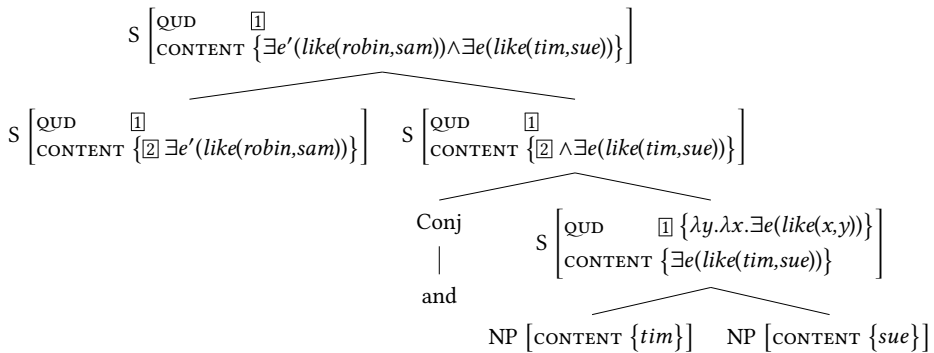 S [QUD 1
CONTENT {∃e′(like(robin,sam))∧∃e(like(tim,sue))}]
S [QUD 1
CONTENT {2 ∃e′(like(robin,sam))}]
S [QUD 1
CONTENT {2 ∧∃e(like(tim,sue))}]
Conj
and
S [QUD 1 {λy.λx.∃e(like(x,y))}
CONTENT {∃e(like(tim,sue))}]
NP [CONTENT {tim}] NP [CONTENT {sue}]